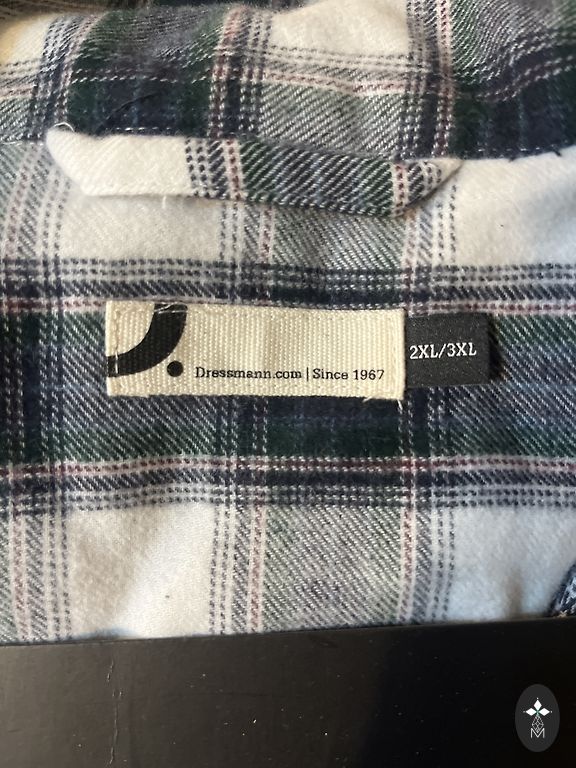 Dressmann.com | Since 1967
2XL/3XL